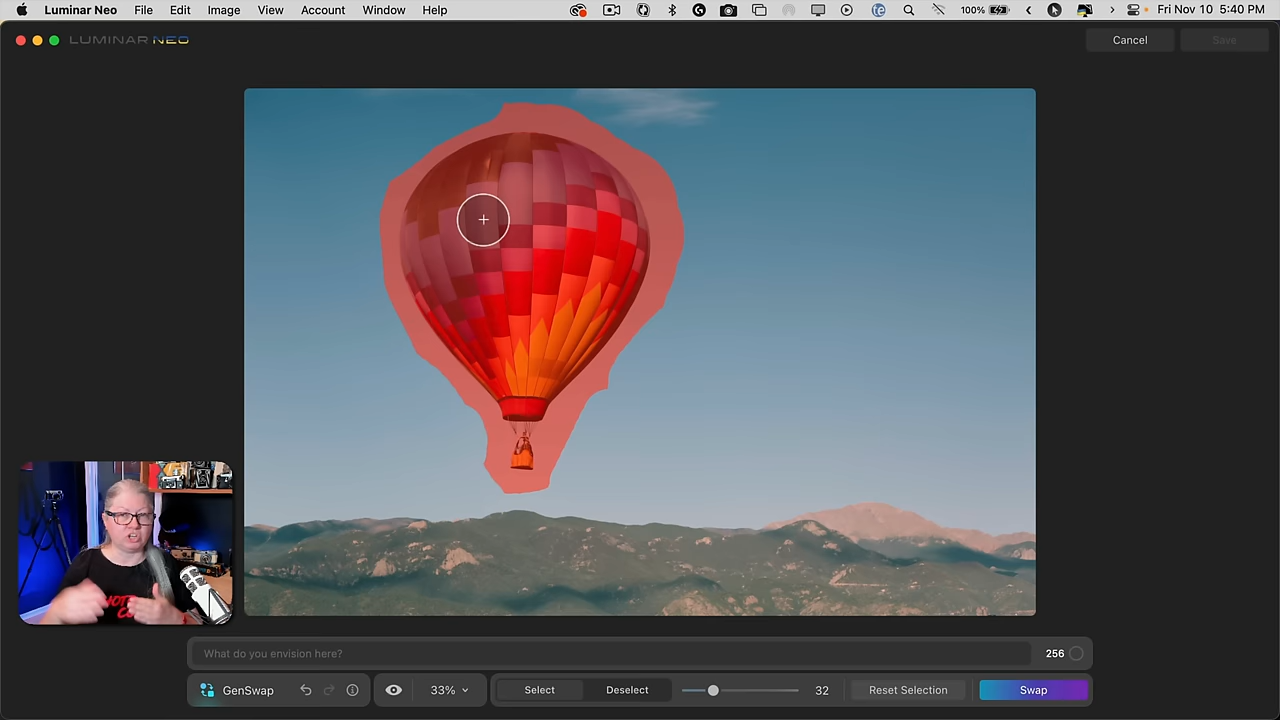 Luminar Neo File Edit Image View Account Window Help 100% Fri Nov 10 5:40 PM
LUMINAR NEO
Cancel Save
What do you envision here? 256
GenSwap 33% Select Deselect 32 Reset Selection Swap